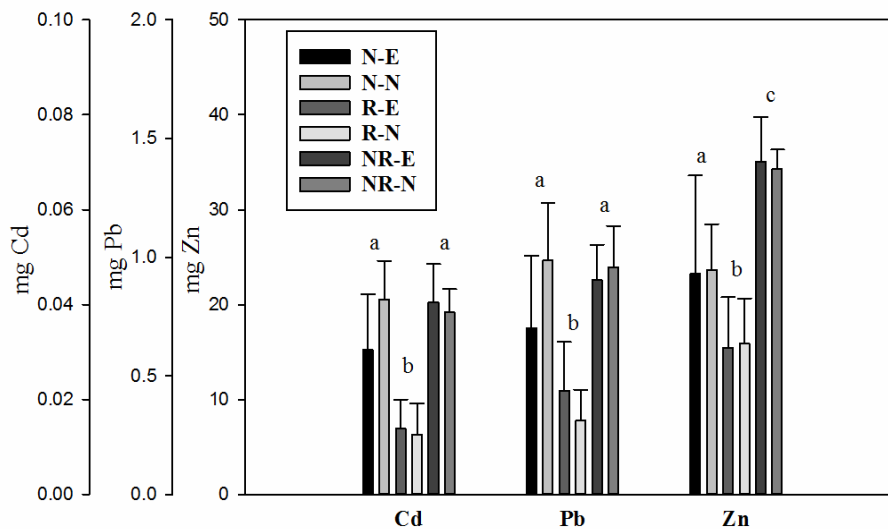 mg Cd
0.10
0.08
0.06
0.04
0.02
0.00
mg Pb
2.0
1.5
1.0
0.5
0.0
mg Zn
50
40
30
20
10
0
N-E
N-N
R-E
R-N
NR-E
NR-N
a
b
a
a
b
a
a
b
c
Cd
Pb
Zn